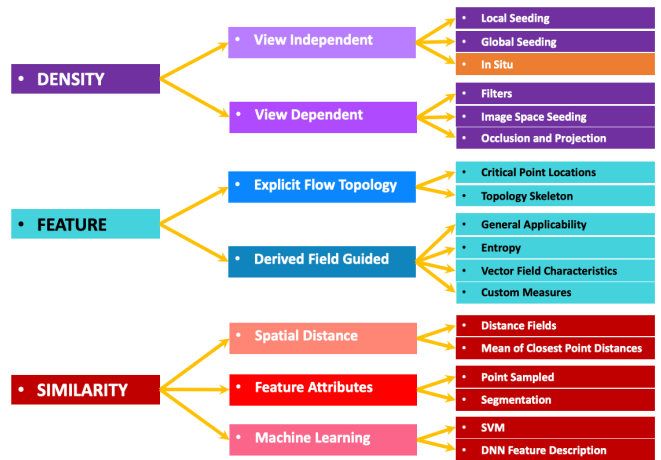 • DENSITY
• View Independent
• Local Seeding
• Global Seeding
• In Situ
• View Dependent
• Filters
• Image Space Seeding
• Occlusion and Projection
• FEATURE
• Explicit Flow Topology
• Critical Point Locations
• Topology Skeleton
• Derived Field Guided
• General Applicability
• Entropy
• Vector Field Characteristics
• Custom Measures
• SIMILARITY
• Spatial Distance
• Distance Fields
• Mean of Closest Point Distances
• Feature Attributes
• Point Sampled
• Segmentation
• Machine Learning
• SVM
• DNN Feature Description